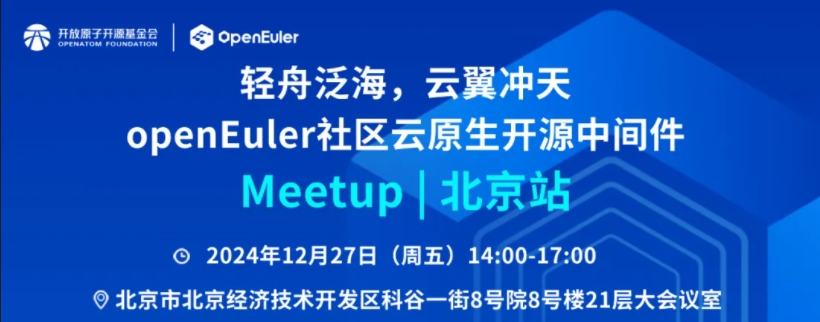 开放原子开源基金会
OPENATOM FOUNDATION
OpenEuler
轻舟泛海，云翼冲天
openEuler社区云原生开源中间件
Meetup | 北京站
2024年12月27日（周五）14:00-17:00
北京市北京经济技术开发区科谷一街8号院8号楼21层大会议室